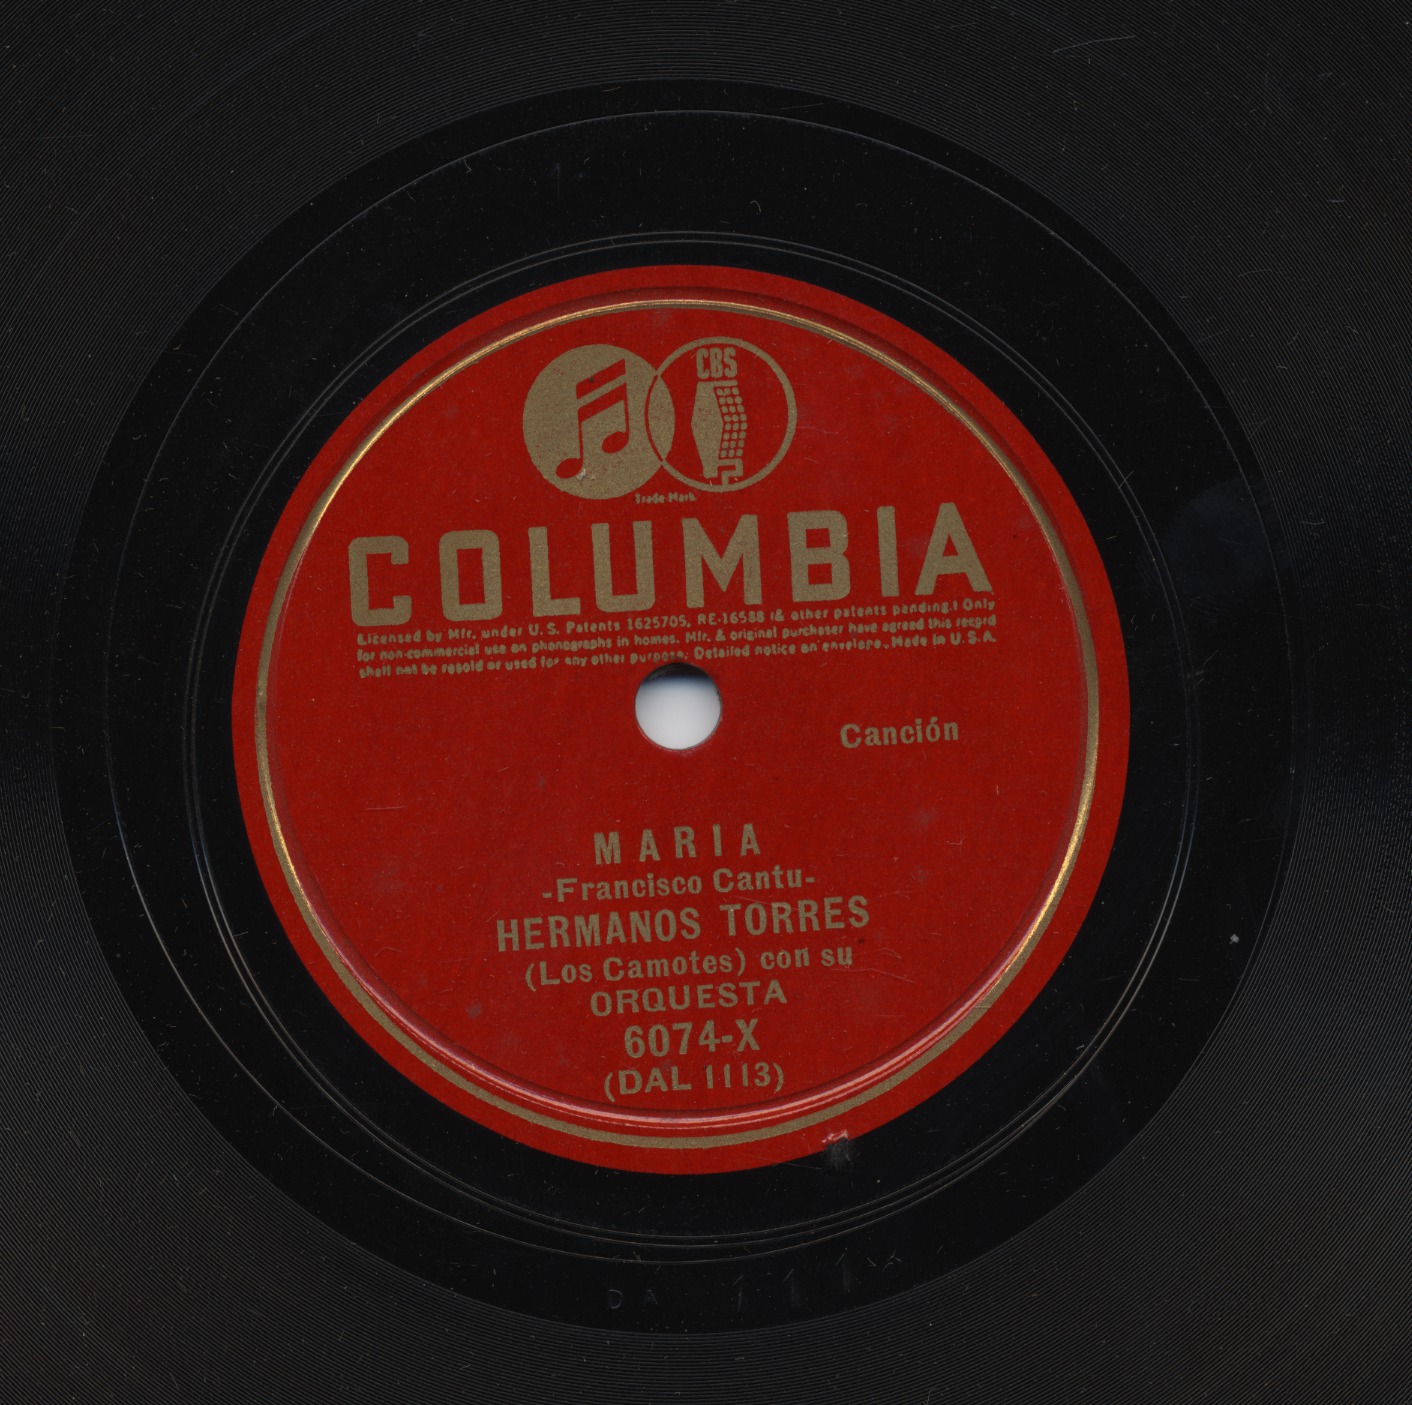 CBS
Trade Mark
COLUMBIA
Licensed by Mfr. under U.S. Patents 1625705, RE-16588 (& other patents pending.) Only
for non-commercial use on phonographs in homes. Mfr. & original purchaser have agreed this record
shall not be resold or used for any other purpose. Detailed notice on envelope. Made in U.S.A.
Canción
MARIA
-Francisco Cantu-
HERMANOS TORRES
(Los Camotes) con su
ORQUESTA
6074-X
(DAL 1113)